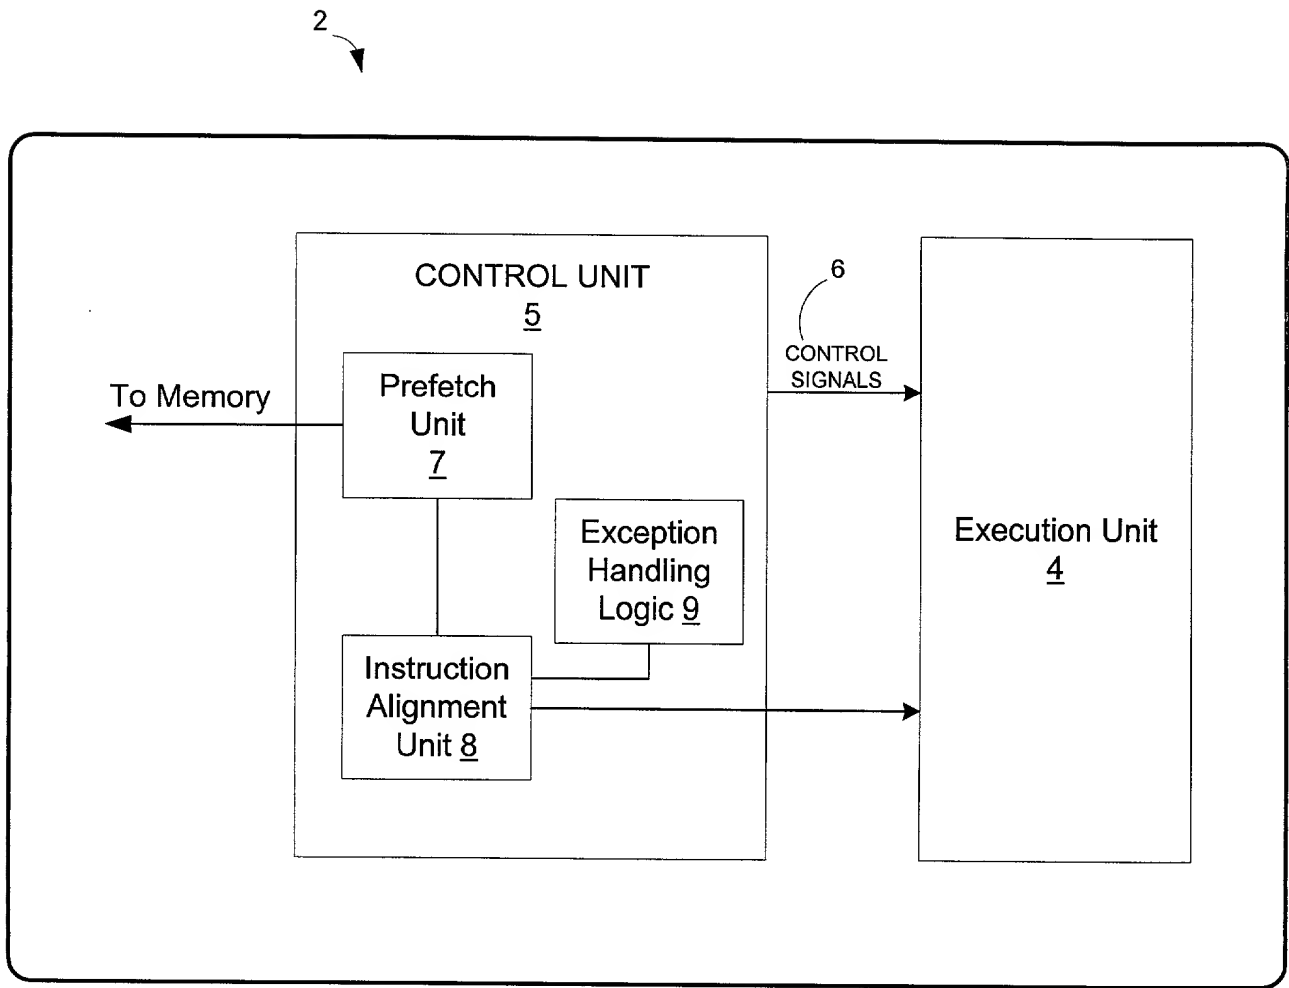 2
CONTROL UNIT
5
6
CONTROL
SIGNALS
To Memory
Prefetch
Unit
7
Exception
Handling
Logic 9
Execution Unit
4
Instruction
Alignment
Unit 8